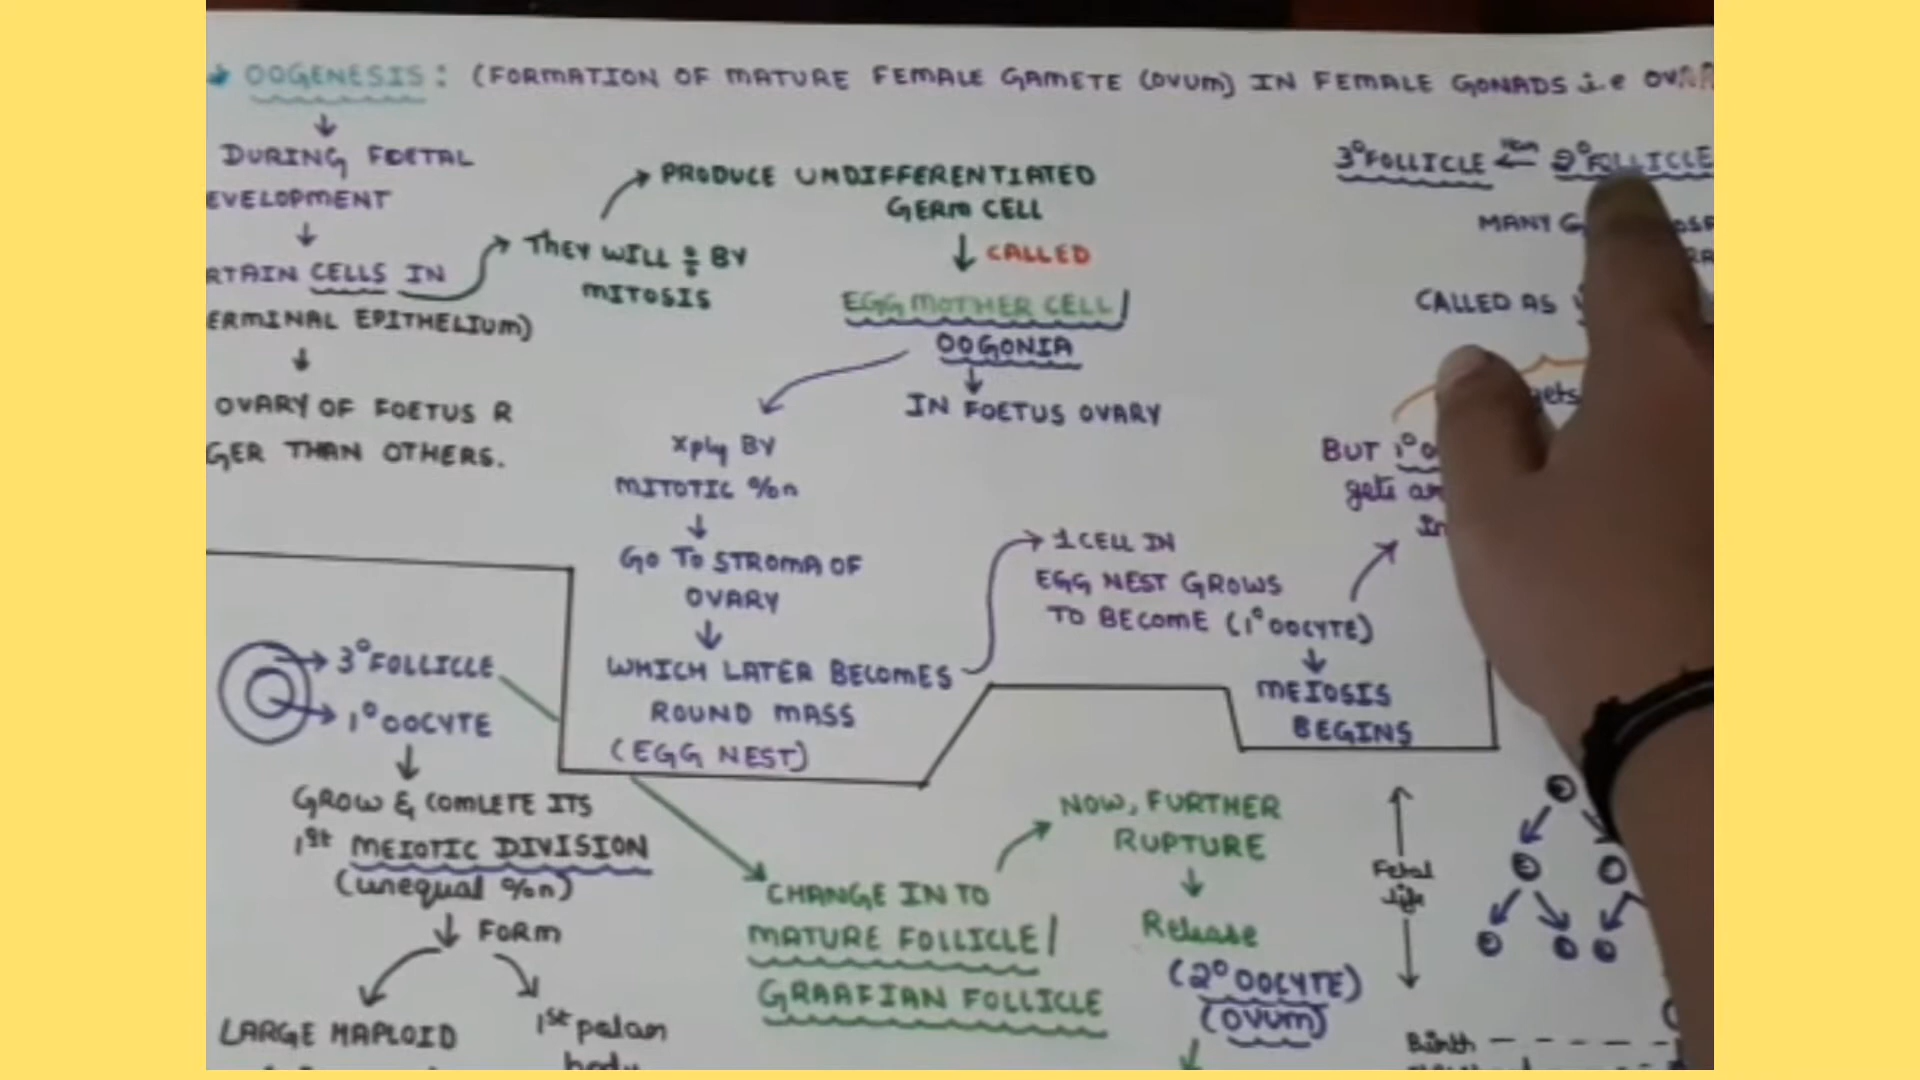 OOGENESIS : (FORMATION OF MATURE FEMALE GAMETE (OVUM) IN FEMALE GONADS i.e
DURING FOETAL
EVELOPMENT
RTAIN CELLS IN
ERMINAL EPITHELIUM)
OVARY OF FOETUS R
GER THAN OTHERS.
THEY WILL ÷ BY
MITOSIS
PRODUCE UNDIFFERENTIATED
GERM CELL
CALLED
EGG MOTHER CELL/
OOGONIA
IN FOETUS OVARY
xply BY
MITOTIC %n
GO TO STROMA OF
OVARY
WHICH LATER BECOMES
ROUND MASS
(EGG NEST)
1 CELL IN
EGG NEST GROWS
TO BECOME (1° OOCYTE)
MEIOSIS
BEGINS
BUT 1°
gets
3° FOLLICLE 2° FOLLICLE
MANY
CALLED AS
3° FOLLICLE
1° OOCYTE
GROW & COMLETE ITS
1st MEIOTIC DIVISION
(unequal %n)
FORM
LARGE HAPLOID
1st polar
body
CHANGE IN TO
MATURE FOLLICLE/
GRAAFIAN FOLLICLE
NOW, FURTHER
RUPTURE
Release
(2° OOCYTE)
(OVUM)
Fetal
life
Birth